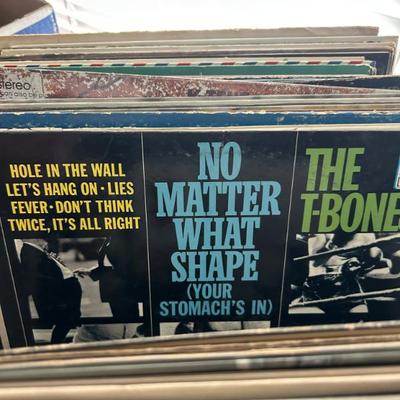 stereo
HOLE IN THE WALL
LET'S HANG ON · LIES
FEVER · DON'T THINK
TWICE, IT'S ALL RIGHT
NO
MATTER
WHAT
SHAPE
(YOUR
STOMACH'S IN)
THE
T-BONE